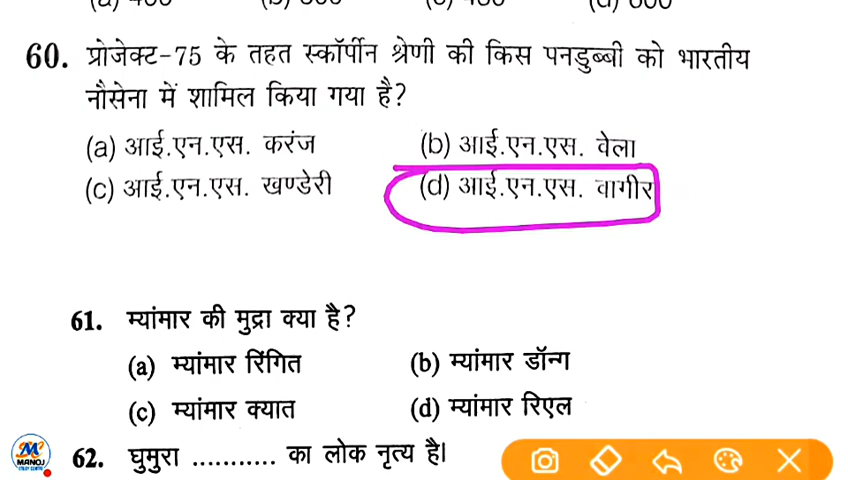 60. प्रोजेक्ट-75 के तहत स्कॉर्पीन श्रेणी की किस पनडुब्बी को भारतीय
नौसेना में शामिल किया गया है?
(a) आई.एन.एस. करंज (b) आई.एन.एस. वेला
(c) आई.एन.एस. खण्डेरी (d) आई.एन.एस. वागीर
61. म्यांमार की मुद्रा क्या है?
(a) म्यांमार रिंगित (b) म्यांमार डॉन्ग
(c) म्यांमार क्यात (d) म्यांमार रिएल
62. घुमुरा ........... का लोक नृत्य है।
MANOJ